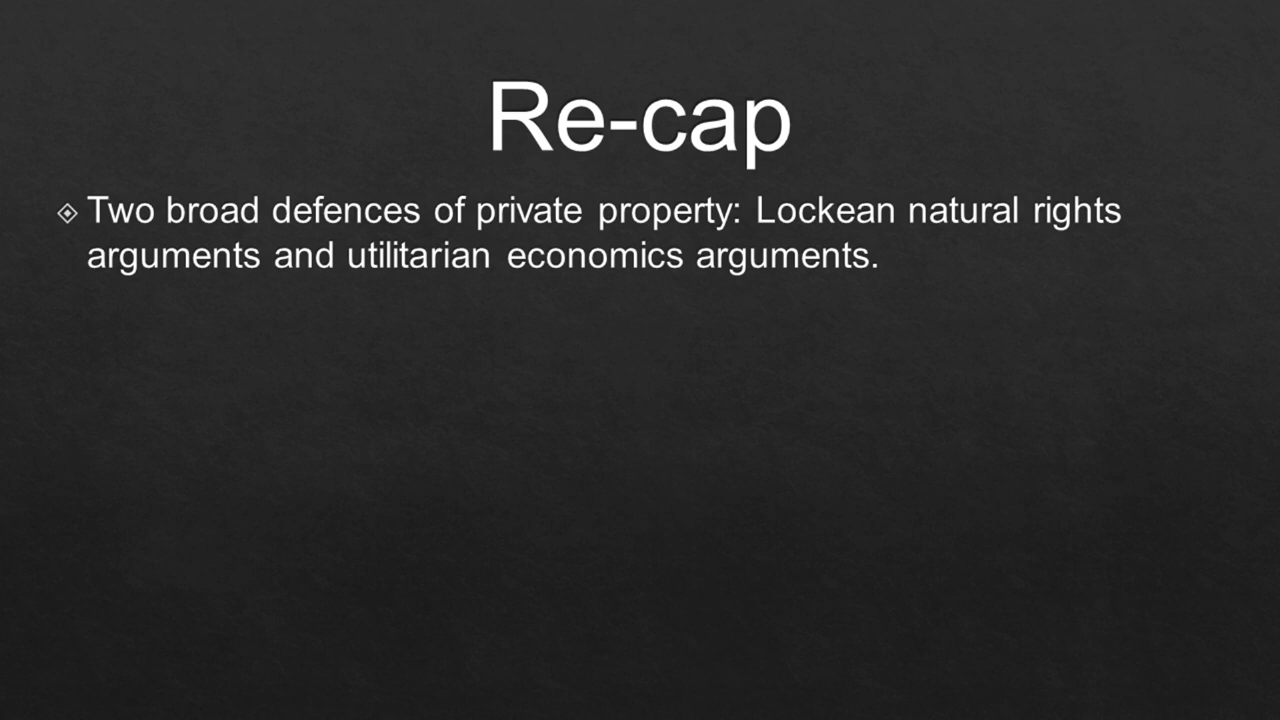 Re-cap
Two broad defences of private property: Lockean natural rights
arguments and utilitarian economics arguments.